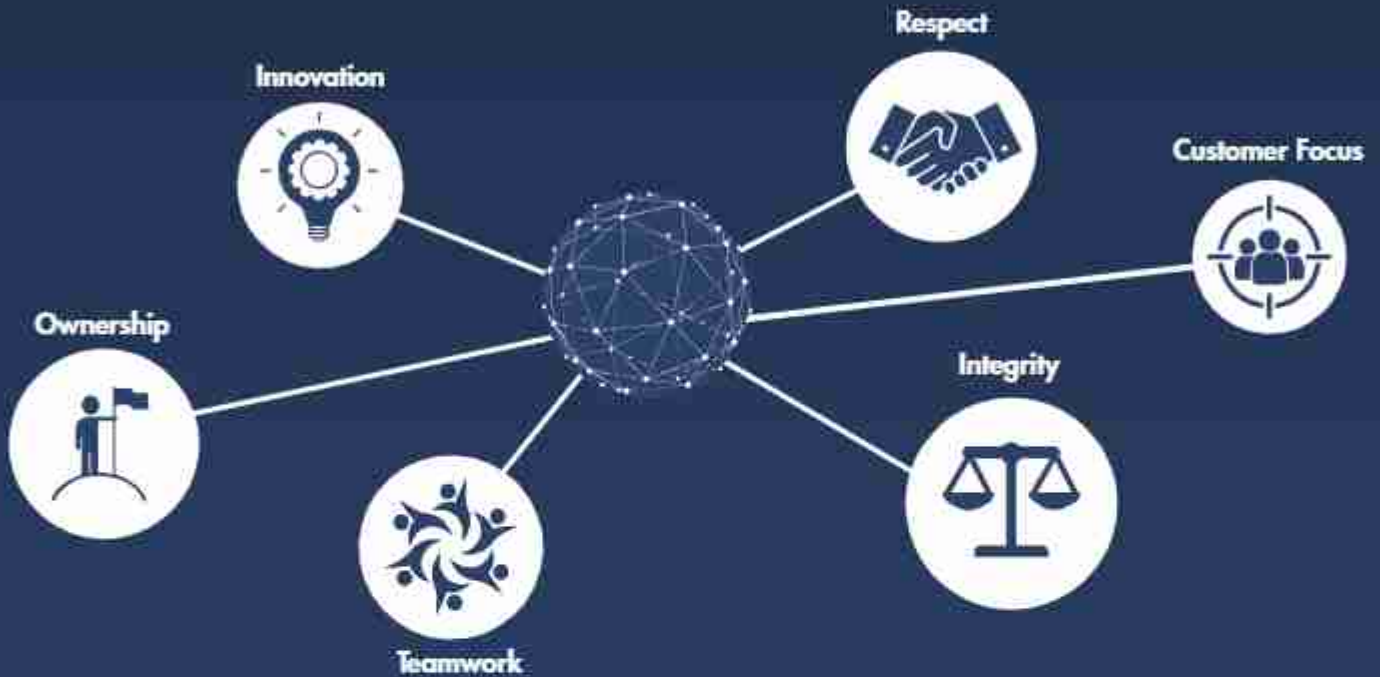 Respect
Innovation
Customer Focus
Ownership
Integrity
Teamwork